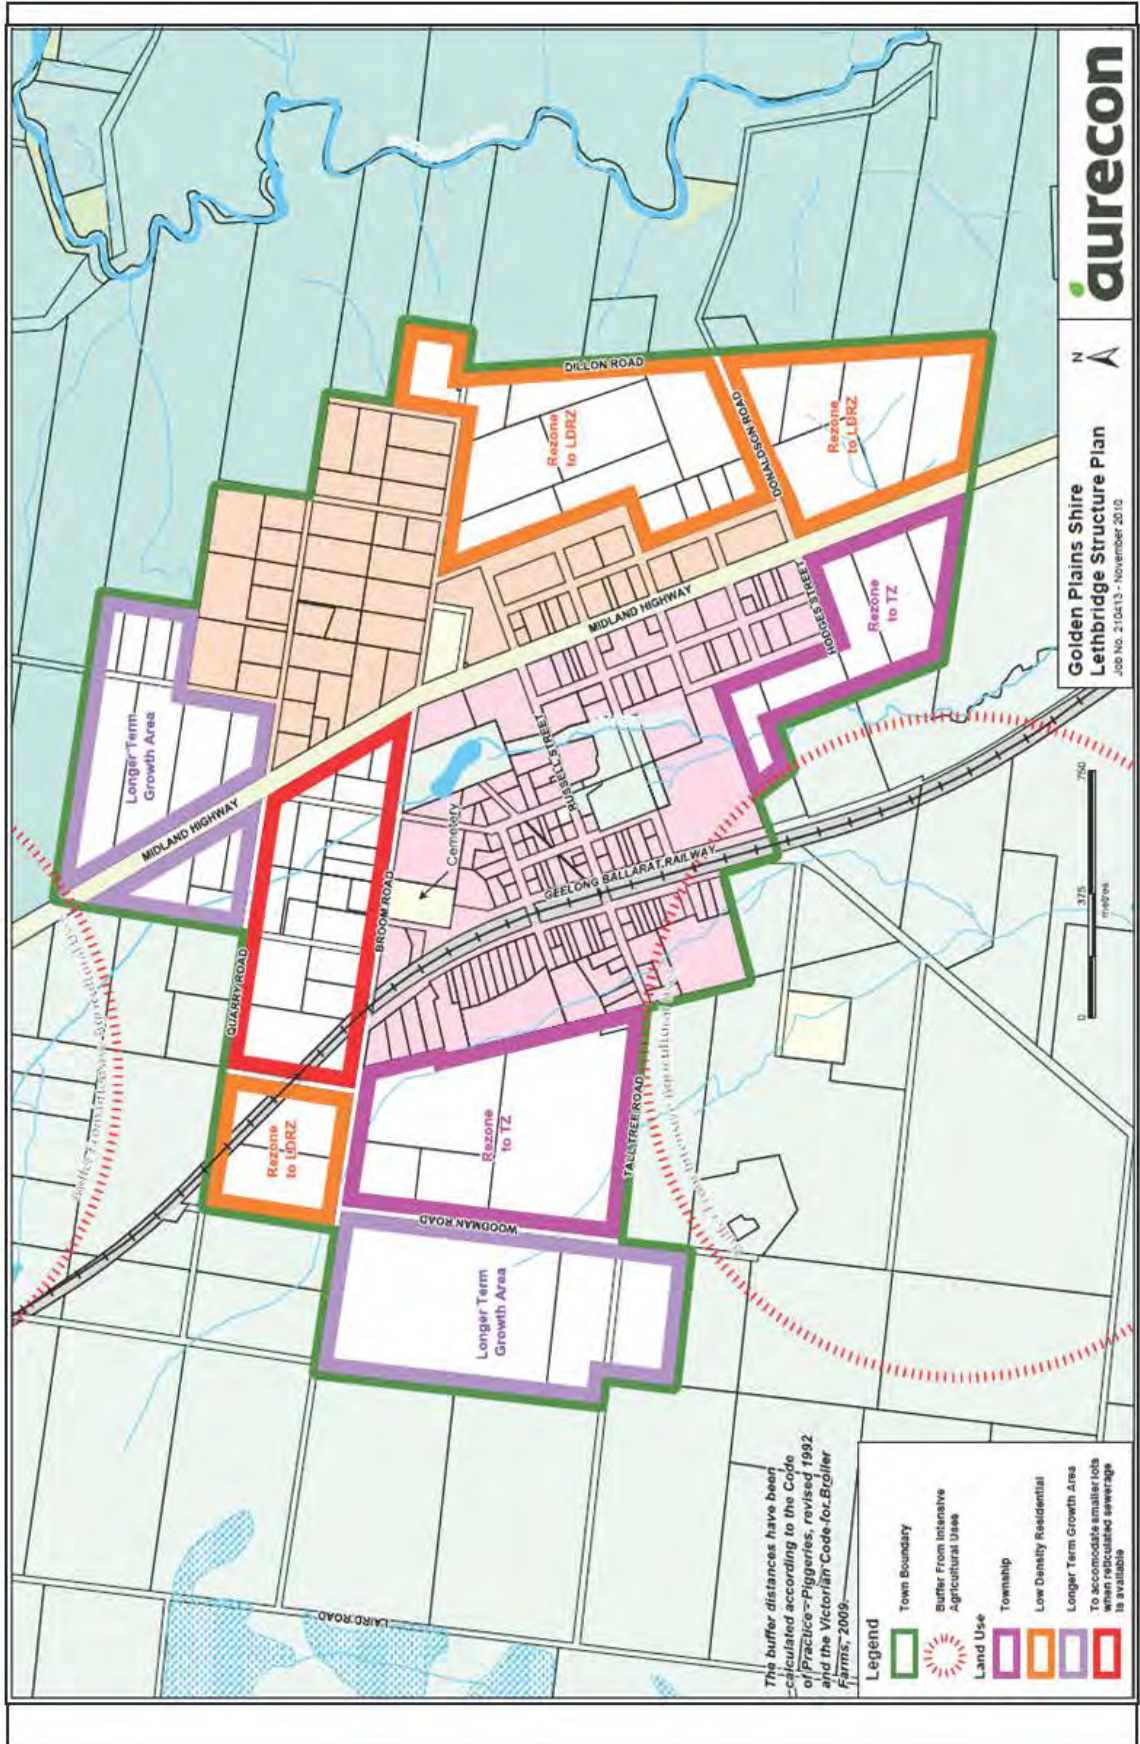 Longer Term
Growth Area
MIDLAND HIGHWAY
QUARRY ROAD
BROOM ROAD
Cemetery
RUSSELL STREET
GEELONG BALLARAT RAILWAY
MIDLAND HIGHWAY
DILLON ROAD
Rezone
to LDRZ
DONALDSON ROAD
Rezone
to LDRZ
HODGES STREET
Rezone
to TZ
Rezone
to LDRZ
Rezone
to TZ
TALL TREE ROAD
WOODMAN ROAD
Longer Term
Growth Area
LAIRD ROAD
The buffer distances have been
calculated according to the Code
of Practice - Piggeries, revised 1992
and the Victorian Code for Broiler
Farms, 2009.
Legend
Town Boundary
Buffer From Intensive
Agricultural Uses
Land Use
Township
Low Density Residential
Longer Term Growth Area
To accomodate smaller lots
when reticulated sewerage
is available
0 375 750
metres
Golden Plains Shire
Lethbridge Structure Plan
Job No. 210413 - November 2010
N
aurecon